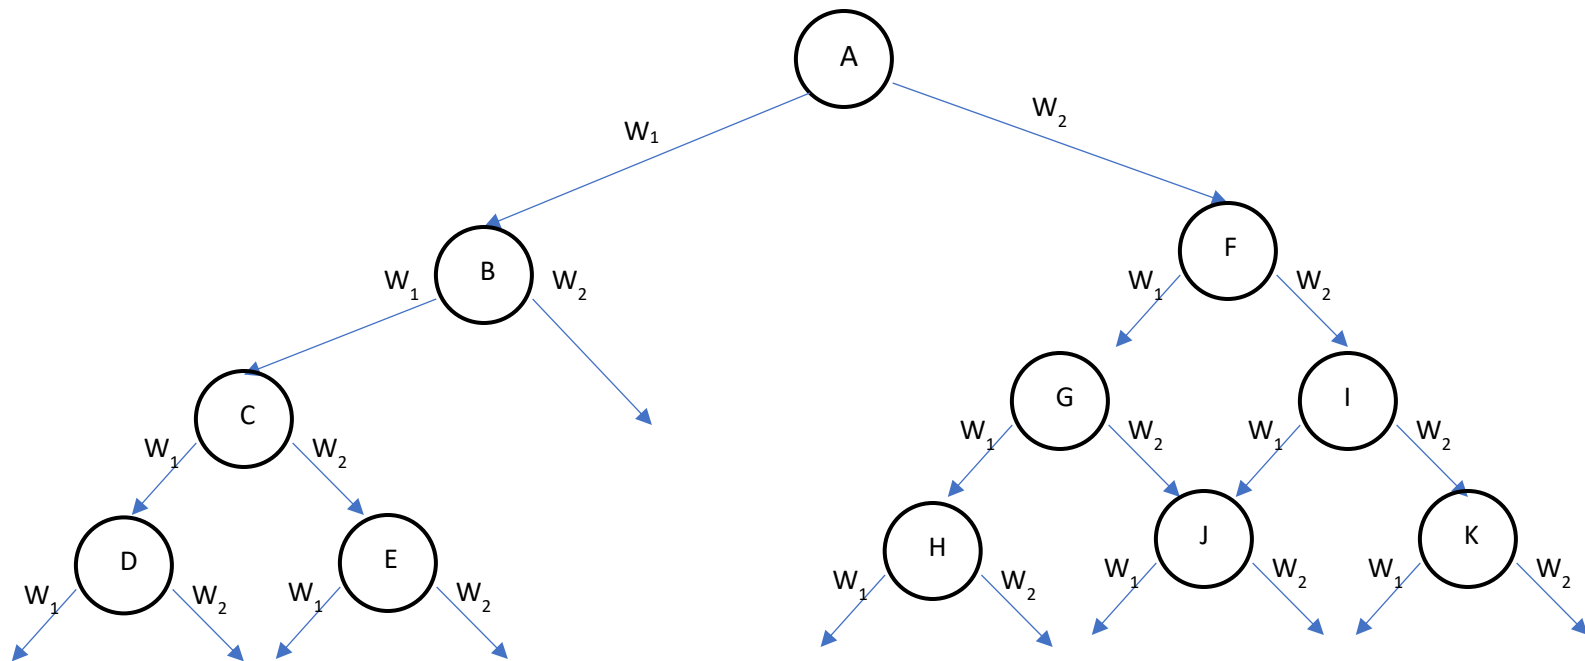 A
W₁ W₂
B F
W₁ W₂ W₁ W₂
C G I
W₁ W₂ W₁ W₂ W₁ W₂
D E H J K
W₁ W₂ W₁ W₂ W₁ W₂ W₁ W₂ W₁ W₂